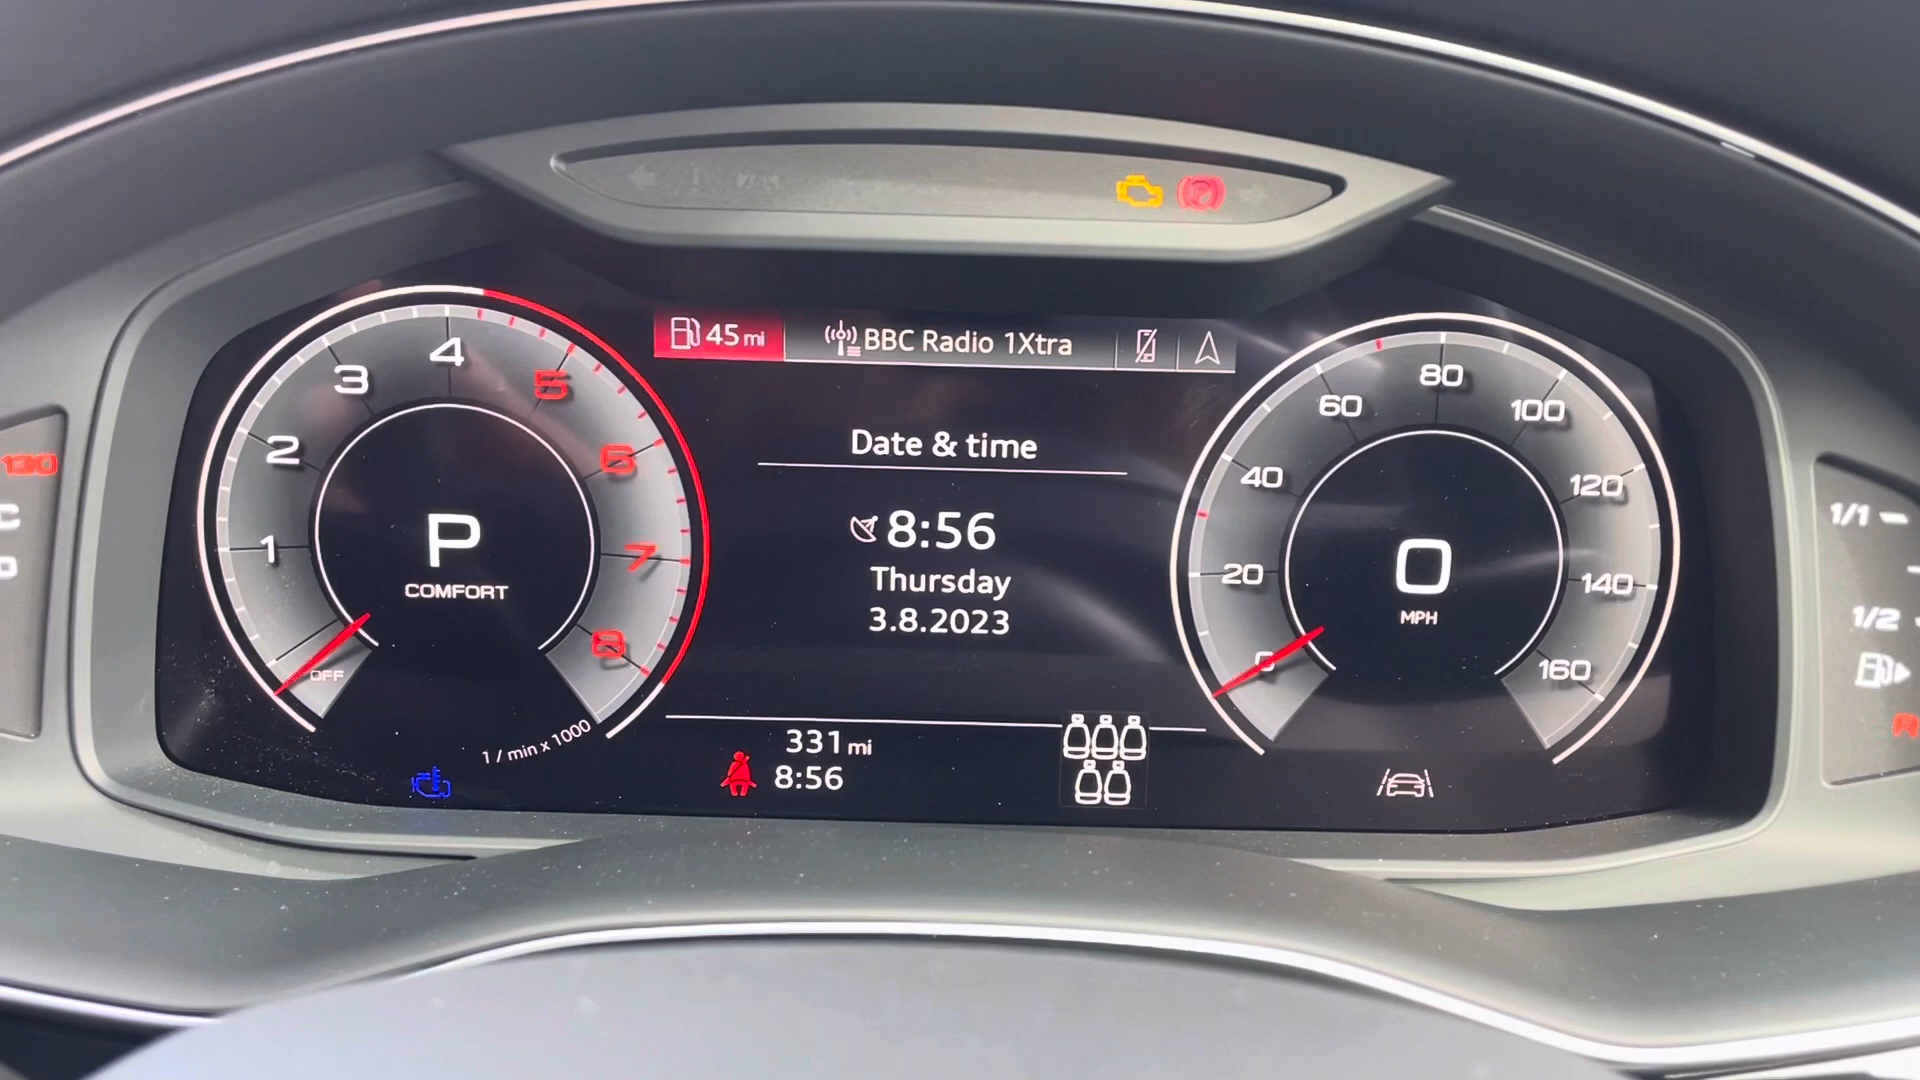 45 mi
BBC Radio 1Xtra
Date & time
8:56
Thursday
3.8.2023
331 mi
8:56
OFF
1
2
3
4
5
6
7
8
P
COMFORT
1 / min x 1000
0
20
40
60
80
100
120
140
160
0
MPH
130
C
1/1
1/2
R